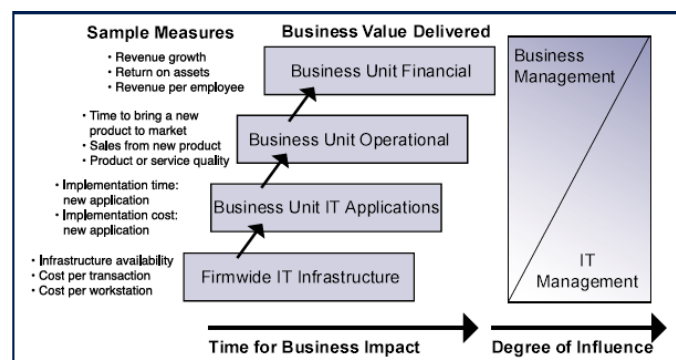 Sample Measures
Business Value Delivered
• Revenue growth
• Return on assets
• Revenue per employee
Business Unit Financial
• Time to bring a new
product to market
• Sales from new product
• Product or service quality
Business Unit Operational
• Implementation time:
new application
• Implementation cost:
new application
Business Unit IT Applications
• Infrastructure availability
• Cost per transaction
• Cost per workstation
Firmwide IT Infrastructure
Business
Management
IT
Management
Time for Business Impact
Degree of Influence